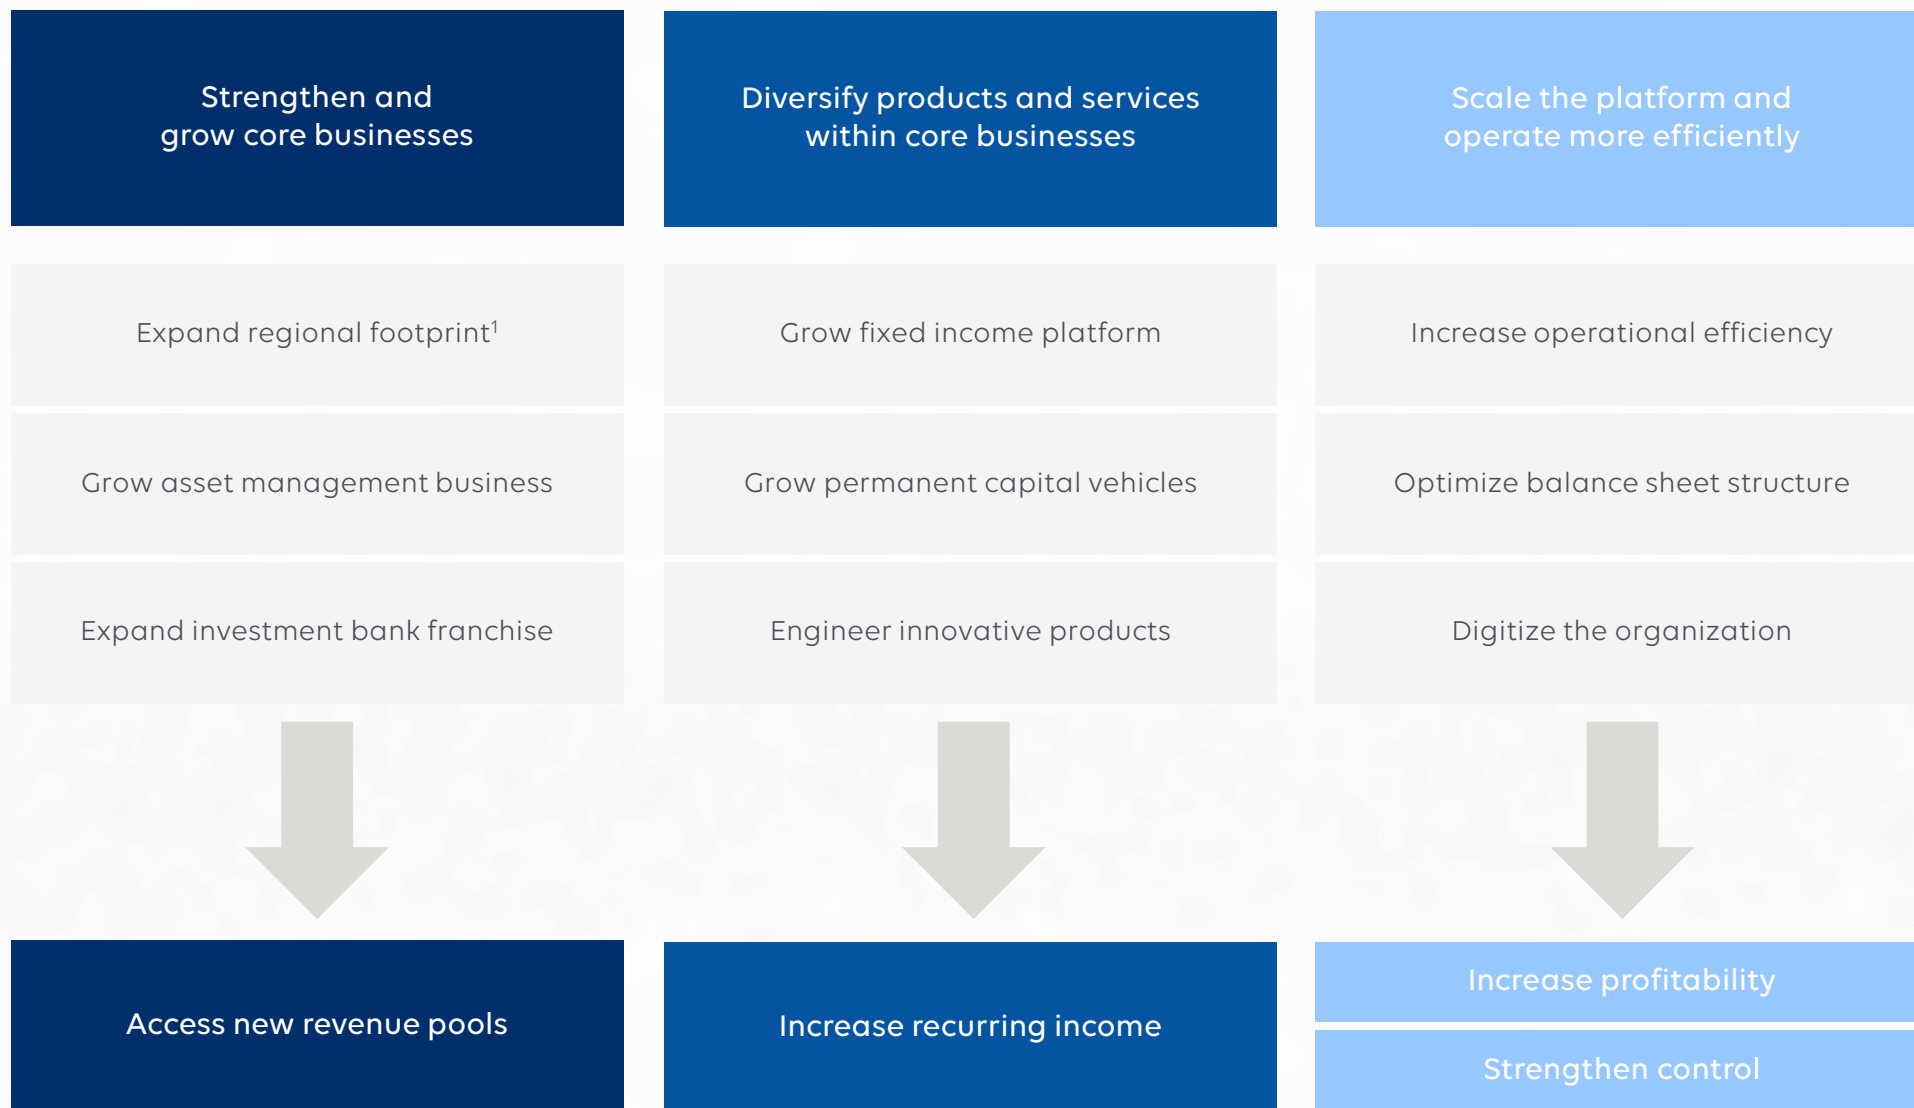 Strengthen and
grow core businesses
Expand regional footprint¹
Grow asset management business
Expand investment bank franchise
Access new revenue pools
Diversify products and services
within core businesses
Grow fixed income platform
Grow permanent capital vehicles
Engineer innovative products
Increase recurring income
Scale the platform and
operate more efficiently
Increase operational efficiency
Optimize balance sheet structure
Digitize the organization
Increase profitability
Strengthen control